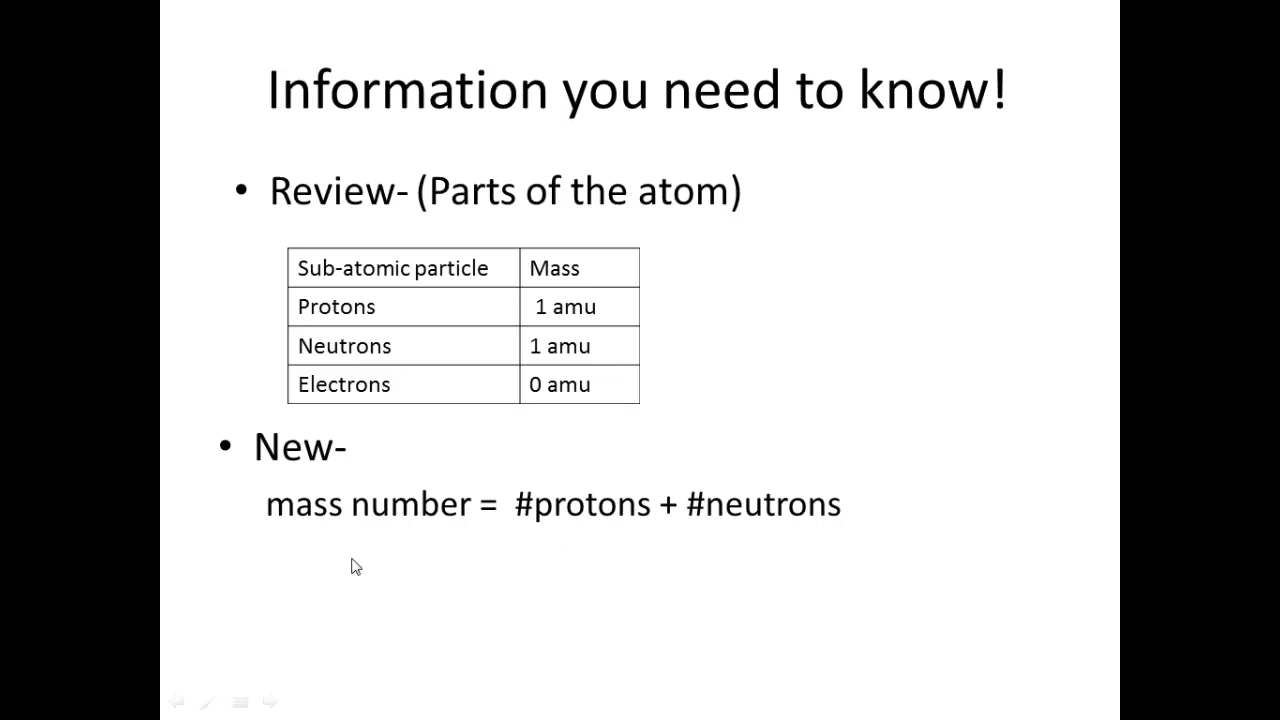 Information you need to know!
• Review- (Parts of the atom)
Sub-atomic particle Mass
Protons 1 amu
Neutrons 1 amu
Electrons 0 amu
• New-
mass number = #protons + #neutrons